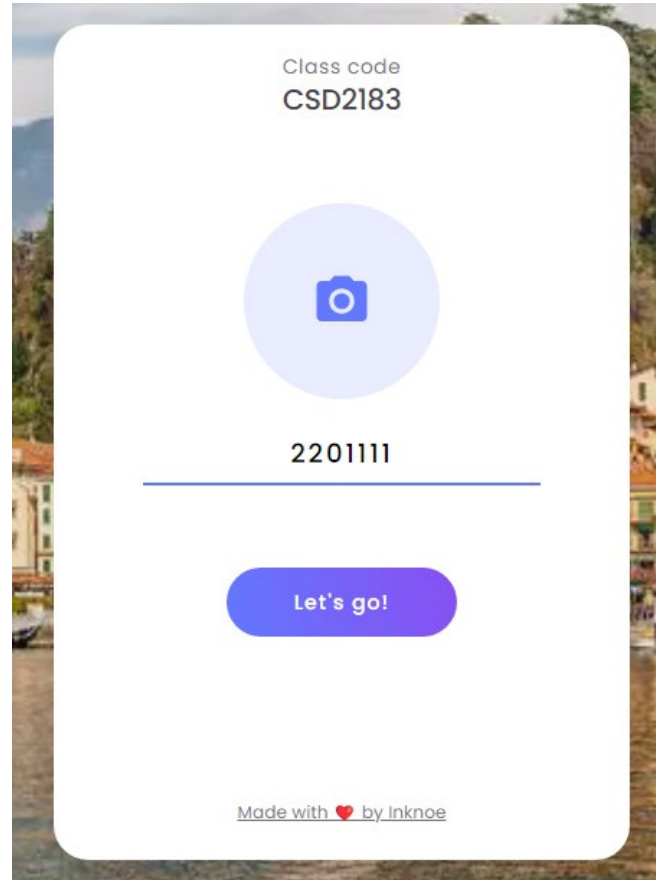 Class code
CSD2183
2201111
Let's go!
Made with ❤️ by Inknoe